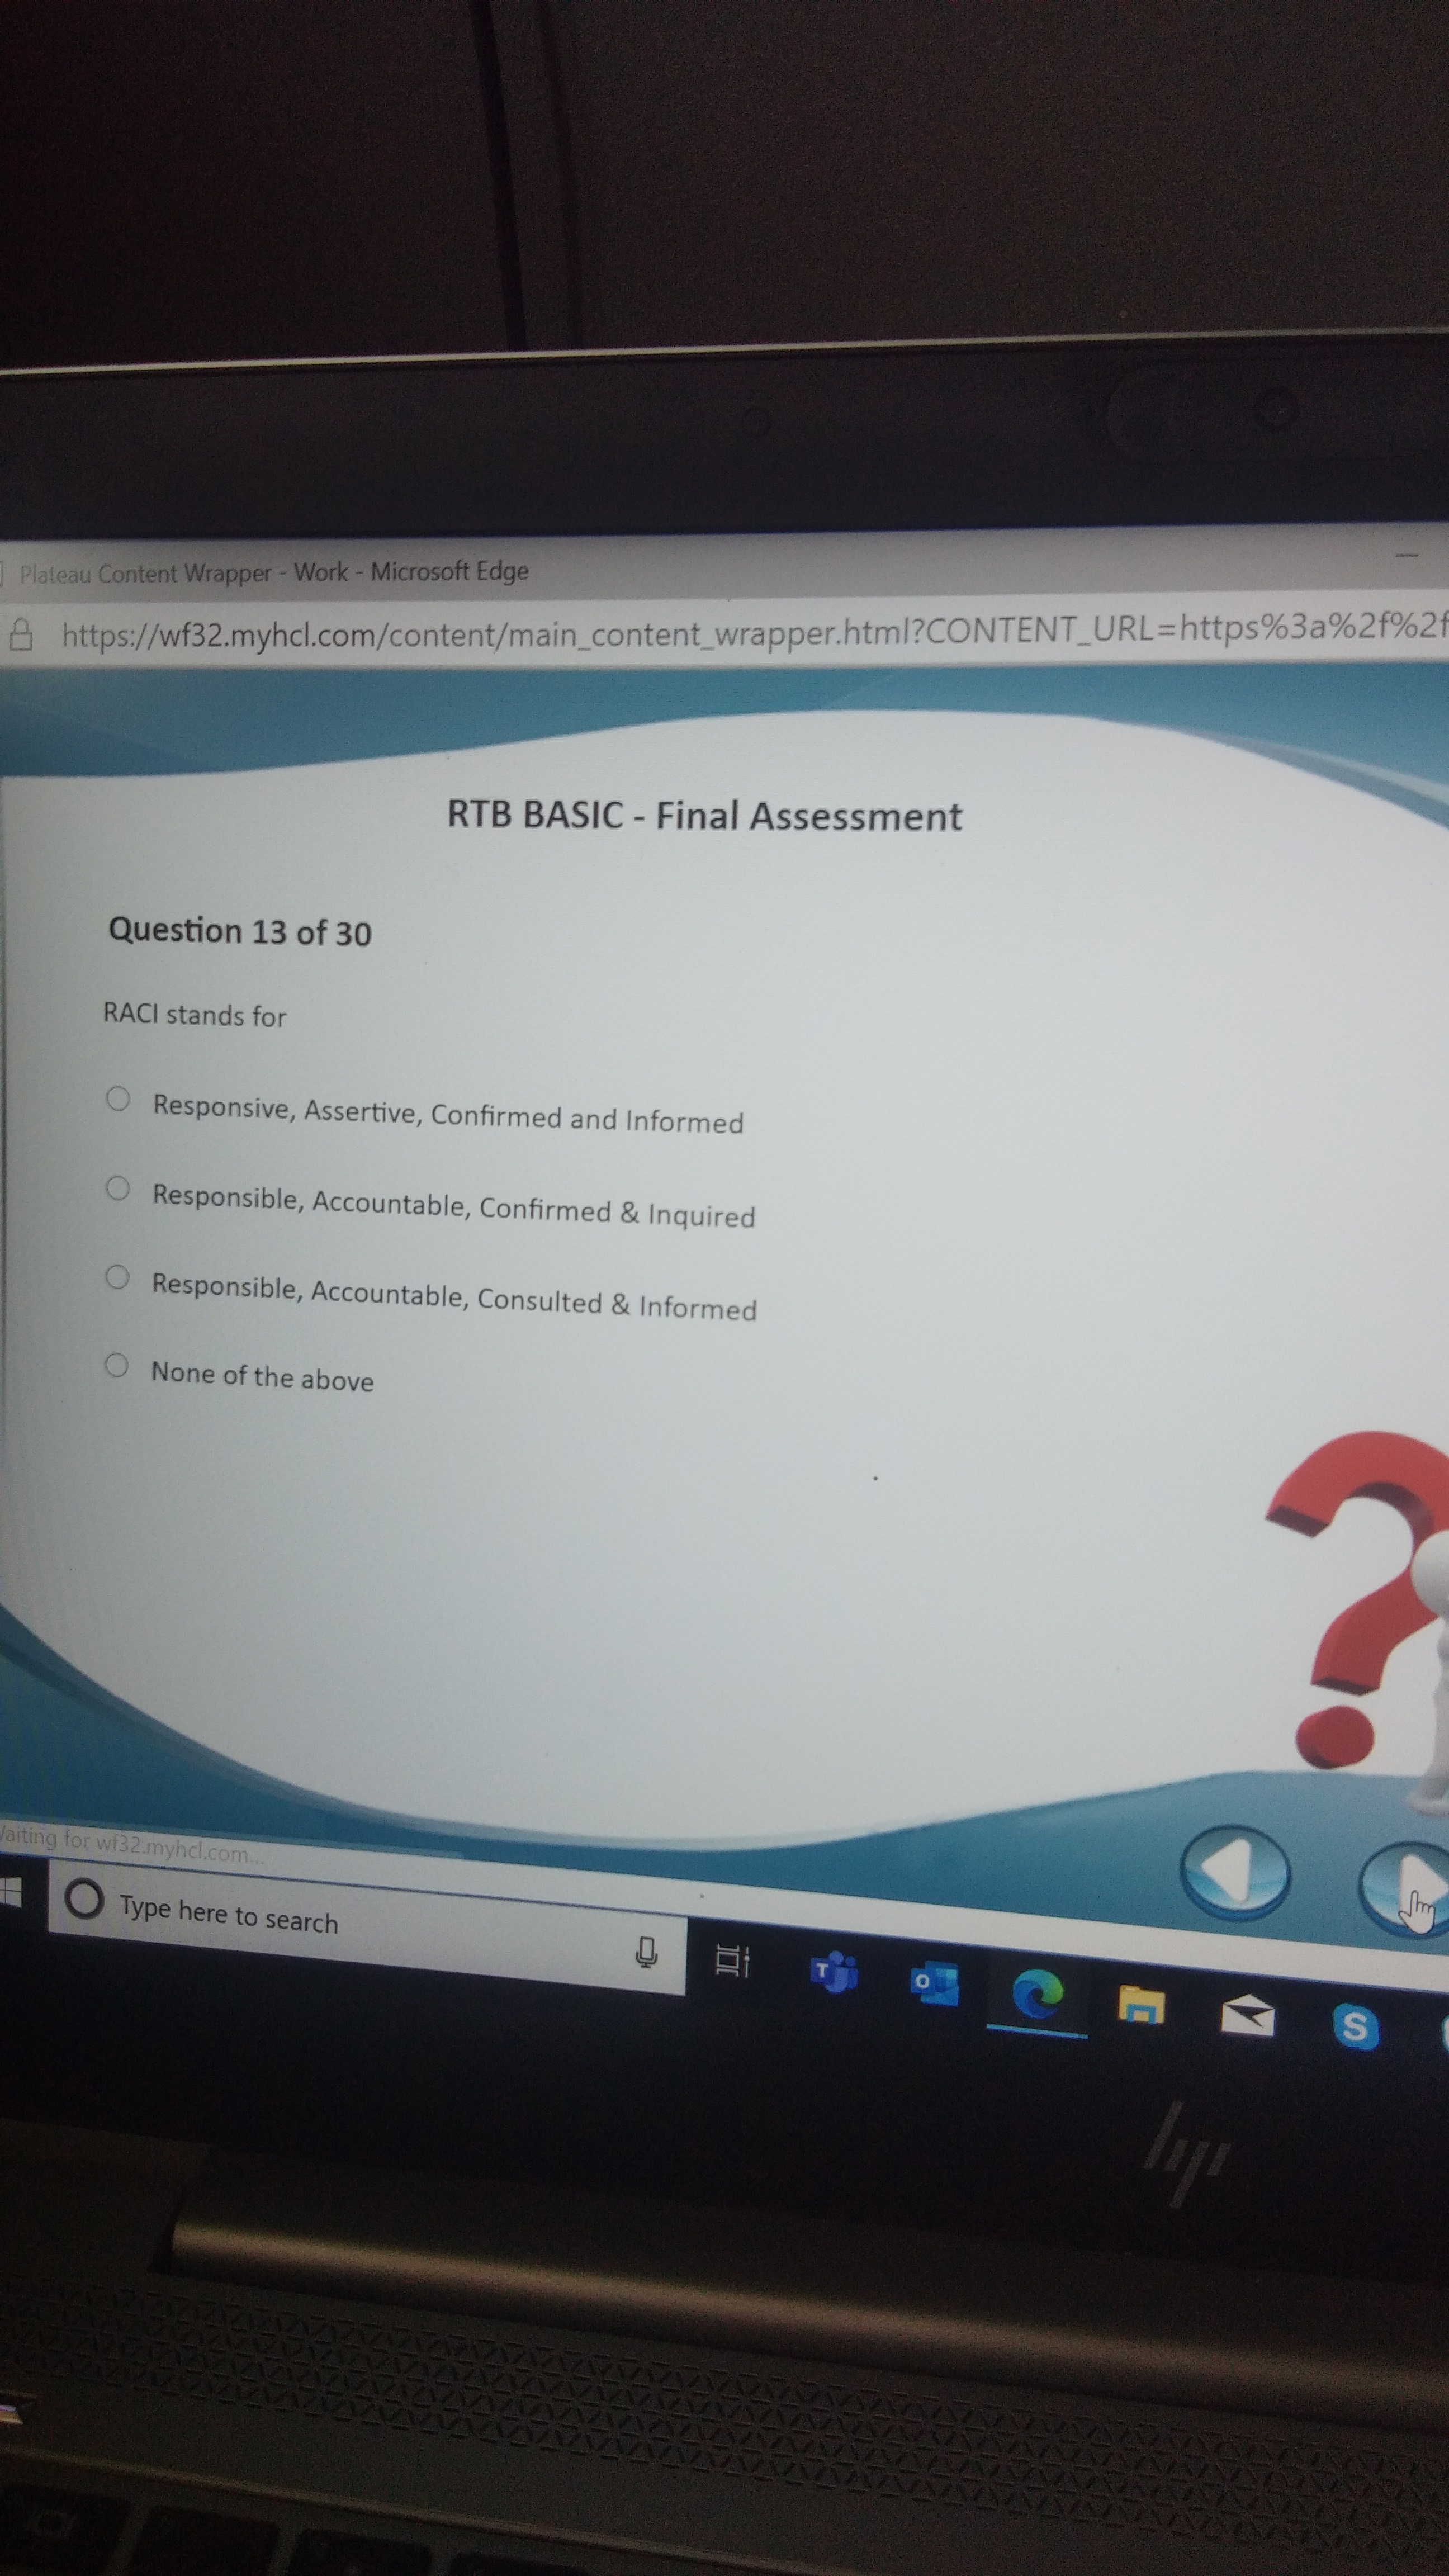 Plateau Content Wrapper - Work - Microsoft Edge
https://wf32.myhcl.com/content/main_content_wrapper.html?CONTENT_URL=https%3a%2f%2f
RTB BASIC - Final Assessment
Question 13 of 30
RACI stands for
Responsive, Assertive, Confirmed and Informed
Responsible, Accountable, Confirmed & Inquired
Responsible, Accountable, Consulted & Informed
None of the above
?
aiting for wf32.myhcl.com...
Type here to search
T
O
S
hp